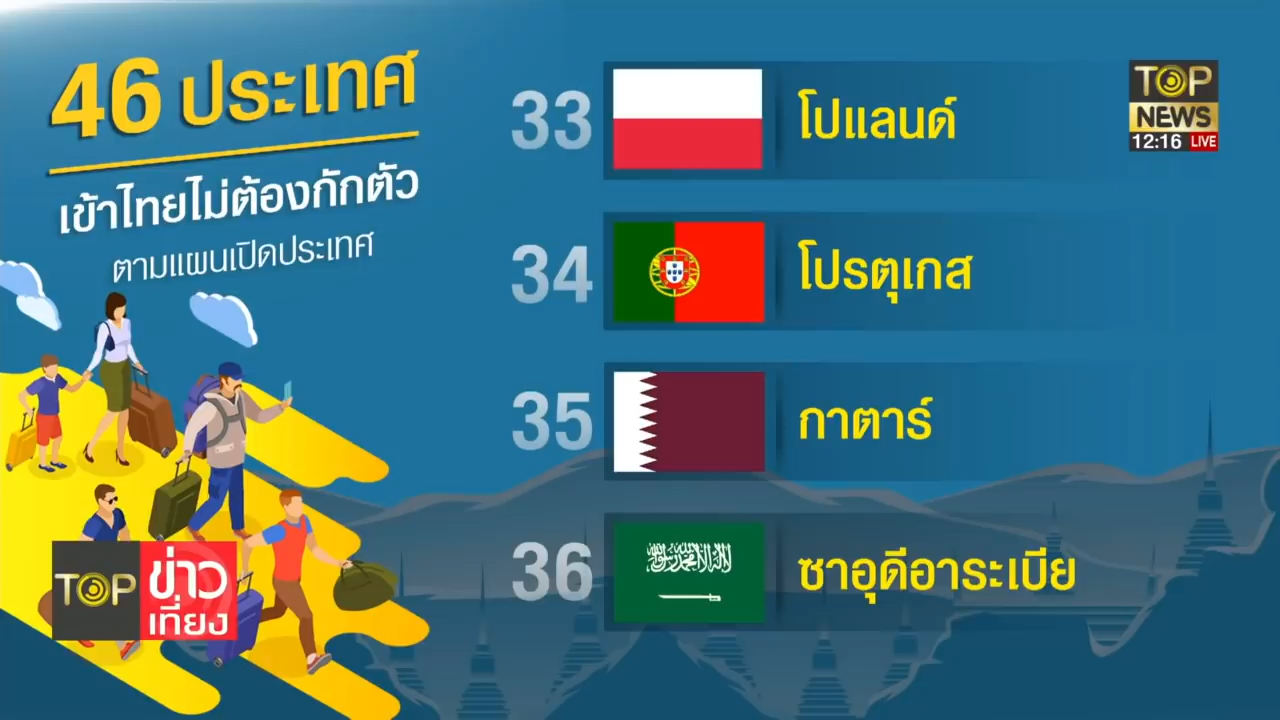 46 ประเทศ
เข้าไทยไม่ต้องกักตัว
ตามแผนเปิดประเทศ
33 โปแลนด์
34 โปรตุเกส
35 กาตาร์
36 ซาอุดีอาระเบีย
TOP
NEWS
12:16 LIVE
TOP ข่าว
เที่ยง